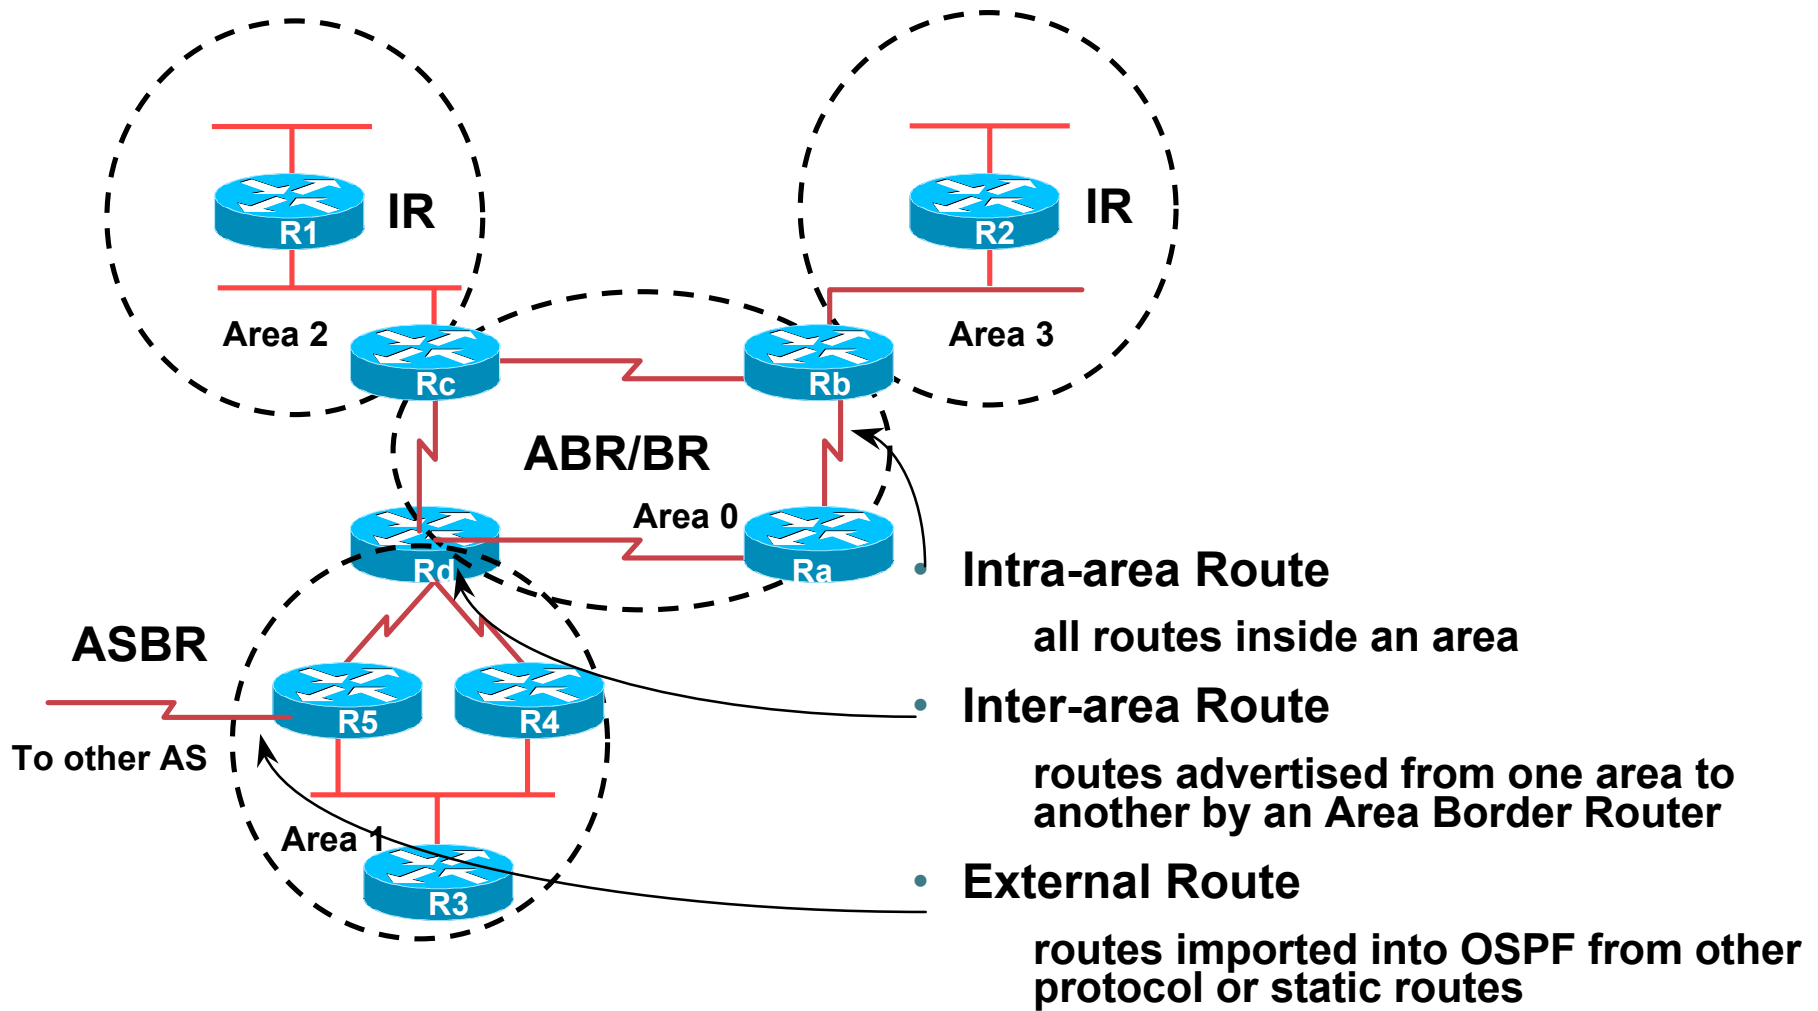 IR
R1
IR
R2
Area 2
Area 3
Rc
Rb
ABR/BR
Area 0
Rd
Ra
• Intra-area Route
all routes inside an area
ASBR
R5
R4
• Inter-area Route
To other AS
routes advertised from one area to
another by an Area Border Router
Area 1
R3
• External Route
routes imported into OSPF from other
protocol or static routes